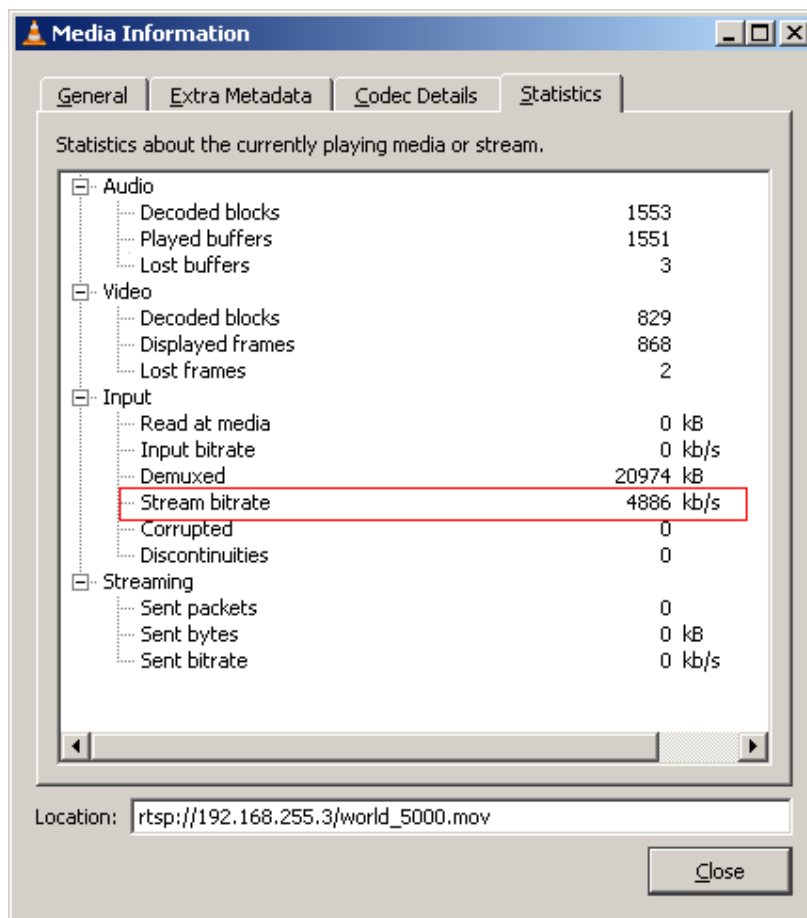 Media Information
General Extra Metadata Codec Details Statistics
Statistics about the currently playing media or stream.
Audio
Decoded blocks 1553
Played buffers 1551
Lost buffers 3
Video
Decoded blocks 829
Displayed frames 868
Lost frames 2
Input
Read at media 0 kB
Input bitrate 0 kb/s
Demuxed 20974 kB
Stream bitrate 4886 kb/s
Corrupted 0
Discontinuities 0
Streaming
Sent packets 0
Sent bytes 0 kB
Sent bitrate 0 kb/s
Location: rtsp://192.168.255.3/world_5000.mov
Close